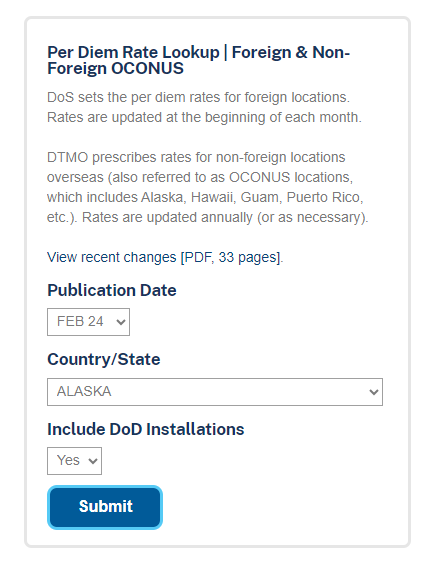 Per Diem Rate Lookup | Foreign & Non-
Foreign OCONUS
DoS sets the per diem rates for foreign locations.
Rates are updated at the beginning of each month.
DTMO prescribes rates for non-foreign locations
overseas (also referred to as OCONUS locations,
which includes Alaska, Hawaii, Guam, Puerto Rico,
etc.). Rates are updated annually (or as necessary).
View recent changes [PDF, 33 pages].
Publication Date
FEB 24
Country/State
ALASKA
Include DoD Installations
Yes
Submit